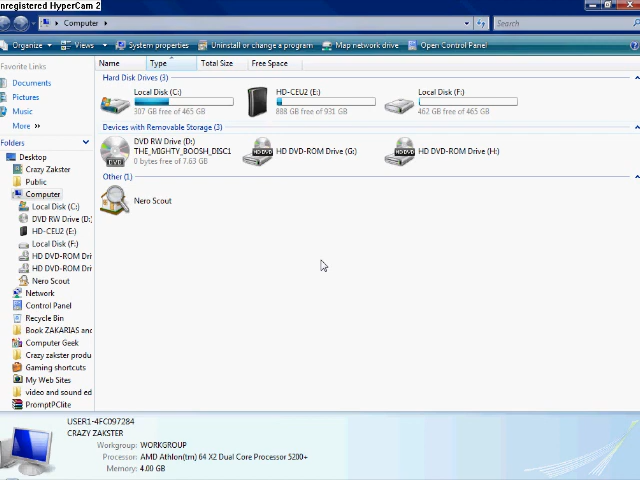 nregistered HyperCam 2
Computer
Search
Organize Views System properties Uninstall or change a program Map network drive Open Control Panel
Favorite Links
Documents
Pictures
Music
More »
Folders
Desktop
Crazy Zakster
Public
Computer
Local Disk (C:)
DVD RW Drive (D:)
HD-CEU2 (E:)
Local Disk (F:)
HD DVD-ROM Dri
HD DVD-ROM Dri
Nero Scout
Network
Control Panel
Recycle Bin
Book ZAKARIAS and
Computer Geek
Crazy zakster produ
Gaming shortcuts
My Web Sites
video and sound ed
PromptPClite
Name Type Total Size Free Space
Hard Disk Drives (3)
Local Disk (C:)
307 GB free of 465 GB
HD-CEU2 (E:)
888 GB free of 931 GB
Local Disk (F:)
462 GB free of 465 GB
Devices with Removable Storage (3)
DVD RW Drive (D:)
THE_MIGHTY_BOOSH_DISC1
0 bytes free of 7.63 GB
DVD
HD DVD-ROM Drive (G:)
HD DVD
HD DVD-ROM Drive (H:)
HD DVD
Other (1)
Nero Scout
USER1-4FC097284
CRAZY ZAKSTER
Workgroup: WORKGROUP
Processor: AMD Athlon(tm) 64 X2 Dual Core Processor 5200+
Memory: 4.00 GB